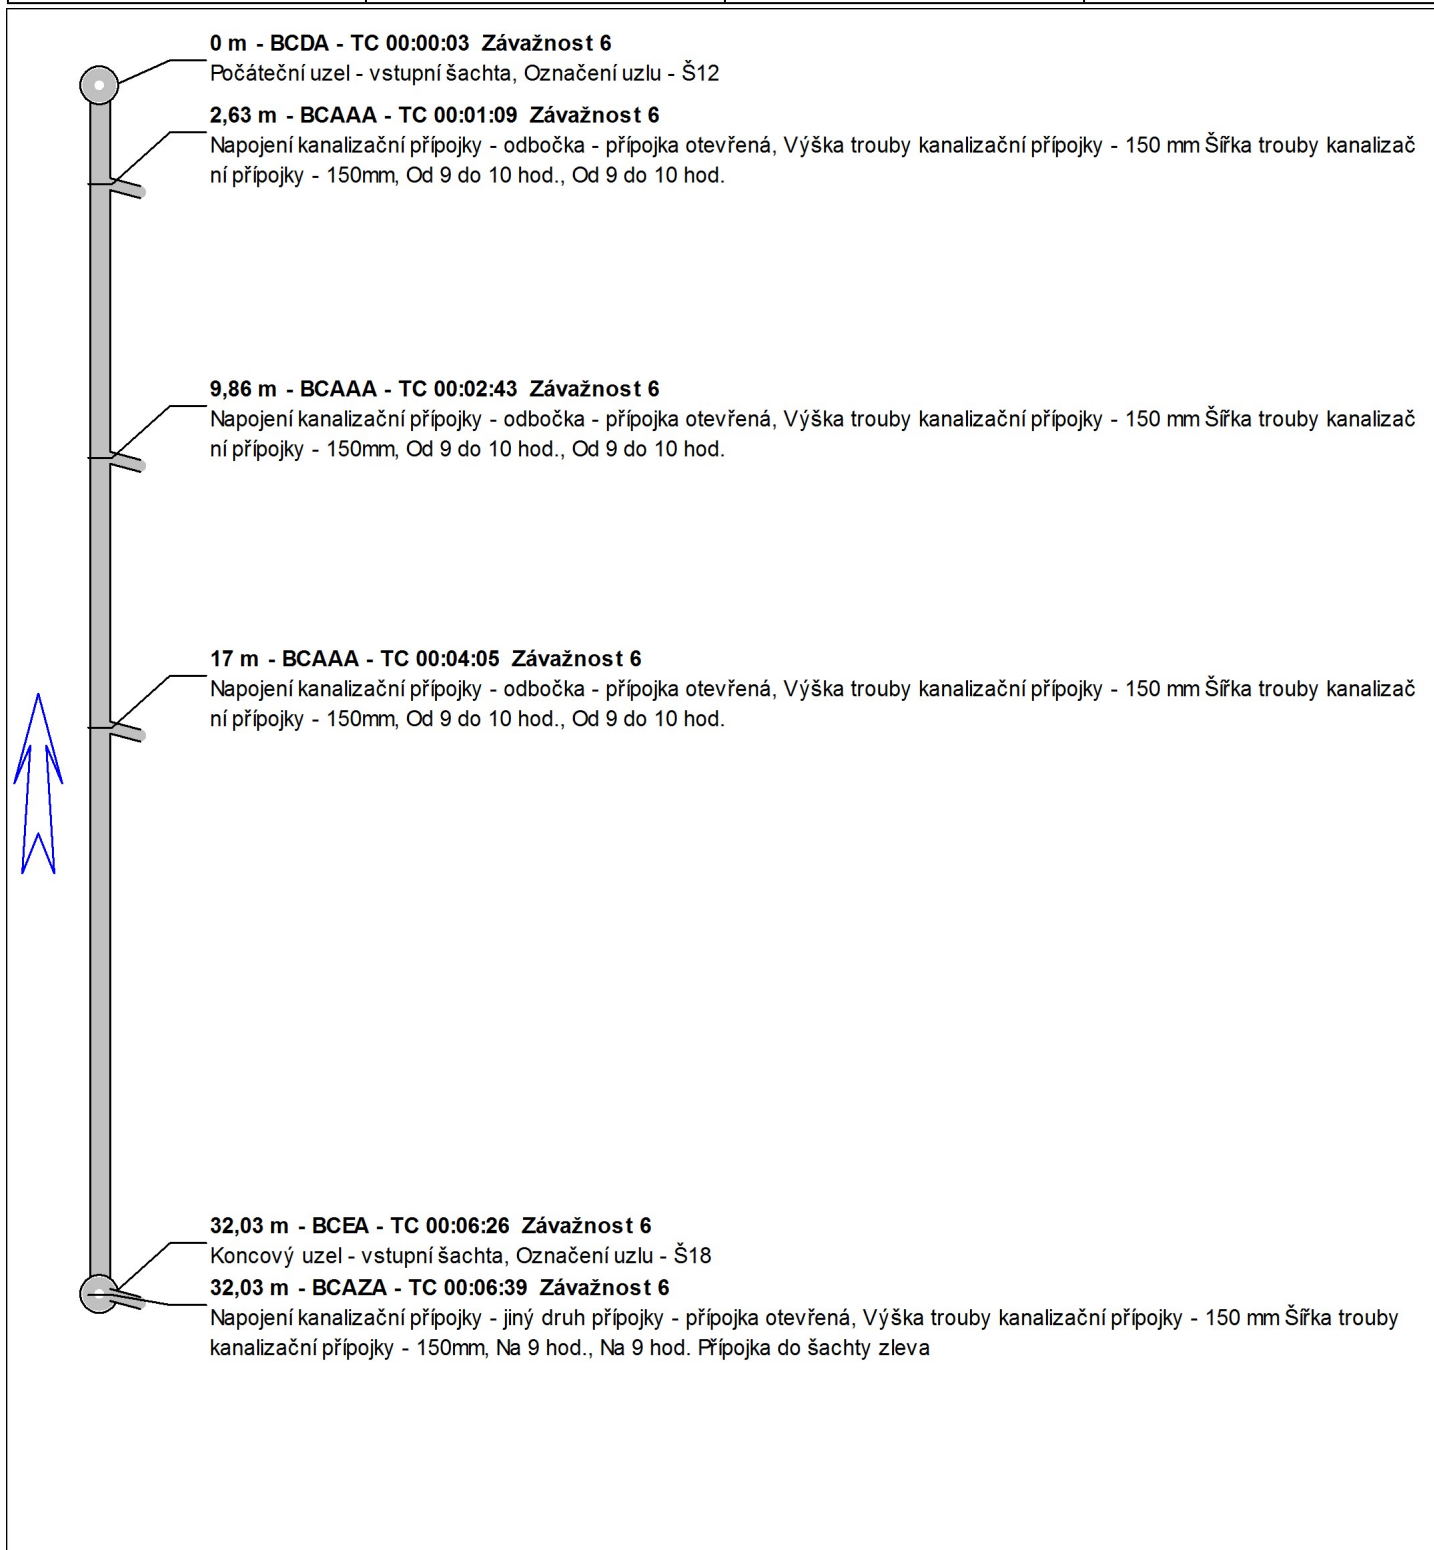 0 m - BCDA - TC 00:00:03 Závažnost 6
Počáteční uzel - vstupní šachta, Označení uzlu - Š12
2,63 m - BCAAA - TC 00:01:09 Závažnost 6
Napojení kanalizační přípojky - odbočka - přípojka otevřená, Výška trouby kanalizační přípojky - 150 mm Šířka trouby kanalizač
ní přípojky - 150mm, Od 9 do 10 hod., Od 9 do 10 hod.
9,86 m - BCAAA - TC 00:02:43 Závažnost 6
Napojení kanalizační přípojky - odbočka - přípojka otevřená, Výška trouby kanalizační přípojky - 150 mm Šířka trouby kanalizač
ní přípojky - 150mm, Od 9 do 10 hod., Od 9 do 10 hod.
17 m - BCAAA - TC 00:04:05 Závažnost 6
Napojení kanalizační přípojky - odbočka - přípojka otevřená, Výška trouby kanalizační přípojky - 150 mm Šířka trouby kanalizač
ní přípojky - 150mm, Od 9 do 10 hod., Od 9 do 10 hod.
32,03 m - BCEA - TC 00:06:26 Závažnost 6
Koncový uzel - vstupní šachta, Označení uzlu - Š18
32,03 m - BCAZA - TC 00:06:39 Závažnost 6
Napojení kanalizační přípojky - jiný druh přípojky - přípojka otevřená, Výška trouby kanalizační přípojky - 150 mm Šířka trouby
kanalizační přípojky - 150mm, Na 9 hod., Na 9 hod. Přípojka do šachty zleva